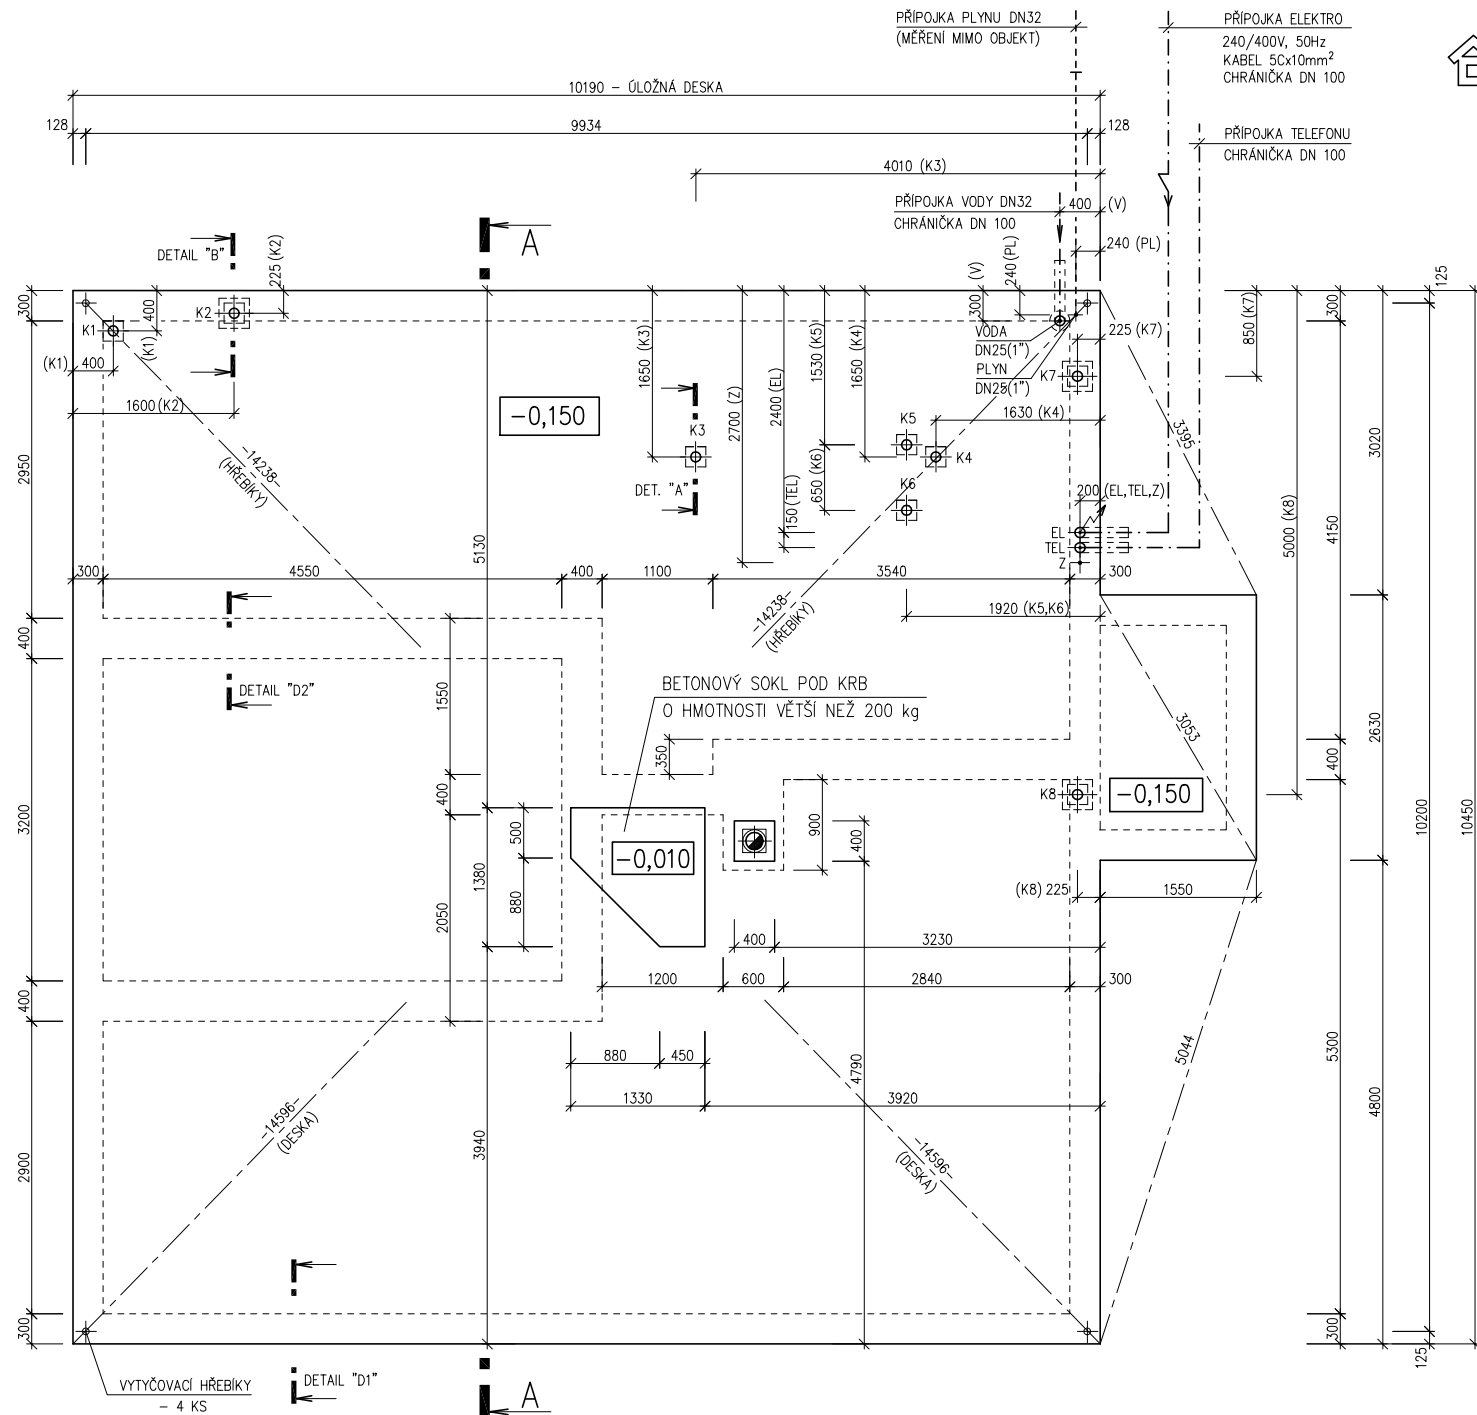 PŘÍPOJKA PLYNU DN32
(MĚŘENÍ MIMO OBJEKT)
PŘÍPOJKA ELEKTRO
240/400V, 50Hz
KABEL 5Cx10mm²
CHRÁNIČKA DN 100
10190 – ÚLOŽNÁ DESKA
128
9934
128
PŘÍPOJKA TELEFONU
CHRÁNIČKA DN 100
4010 (K3)
PŘÍPOJKA VODY DN32
CHRÁNIČKA DN 100
400
(V)
240 (PL)
DETAIL "B"
225 (K2)
A
240 (PL)
300 (V)
125
300
K1
400
(K1)
K2
(K1)
400
1600 (K2)
1650 (K3)
2700 (Z)
2400 (EL)
1530 (K5)
1650 (K4)
VODA
DN25(1")
PLYN
DN25(1")
K7
225 (K7)
850 (K7)
300
-0,150
1630 (K4)
K3
K5
K4
K6
3395
3020
2950
-14238-
(HŘEBÍKY)
DET. "A"
150 (TEL)
650 (K6)
200 (EL,TEL,Z)
EL
TEL
Z
5000 (K8)
4150
5130
300
4550
400
1100
3540
300
-14238-
(HŘEBÍKY)
1920 (K5,K6)
400
DETAIL "D2"
1550
BETONOVÝ SOKL POD KRB
O HMOTNOSTI VĚTŠÍ NEŽ 200 kg
350
3053
2630
400
K8
-0,150
3200
400
500
-0,010
900
400
10200
10450
1380
880
2050
(K8) 225
1550
400
3230
400
1200
600
2840
300
880
450
4790
5044
5300
1330
3920
4800
-14596-
(DESKA)
3940
-14596-
(DESKA)
2900
300
300
125
VYTYČOVACÍ HŘEBÍKY
– 4 KS
DETAIL "D1"
A